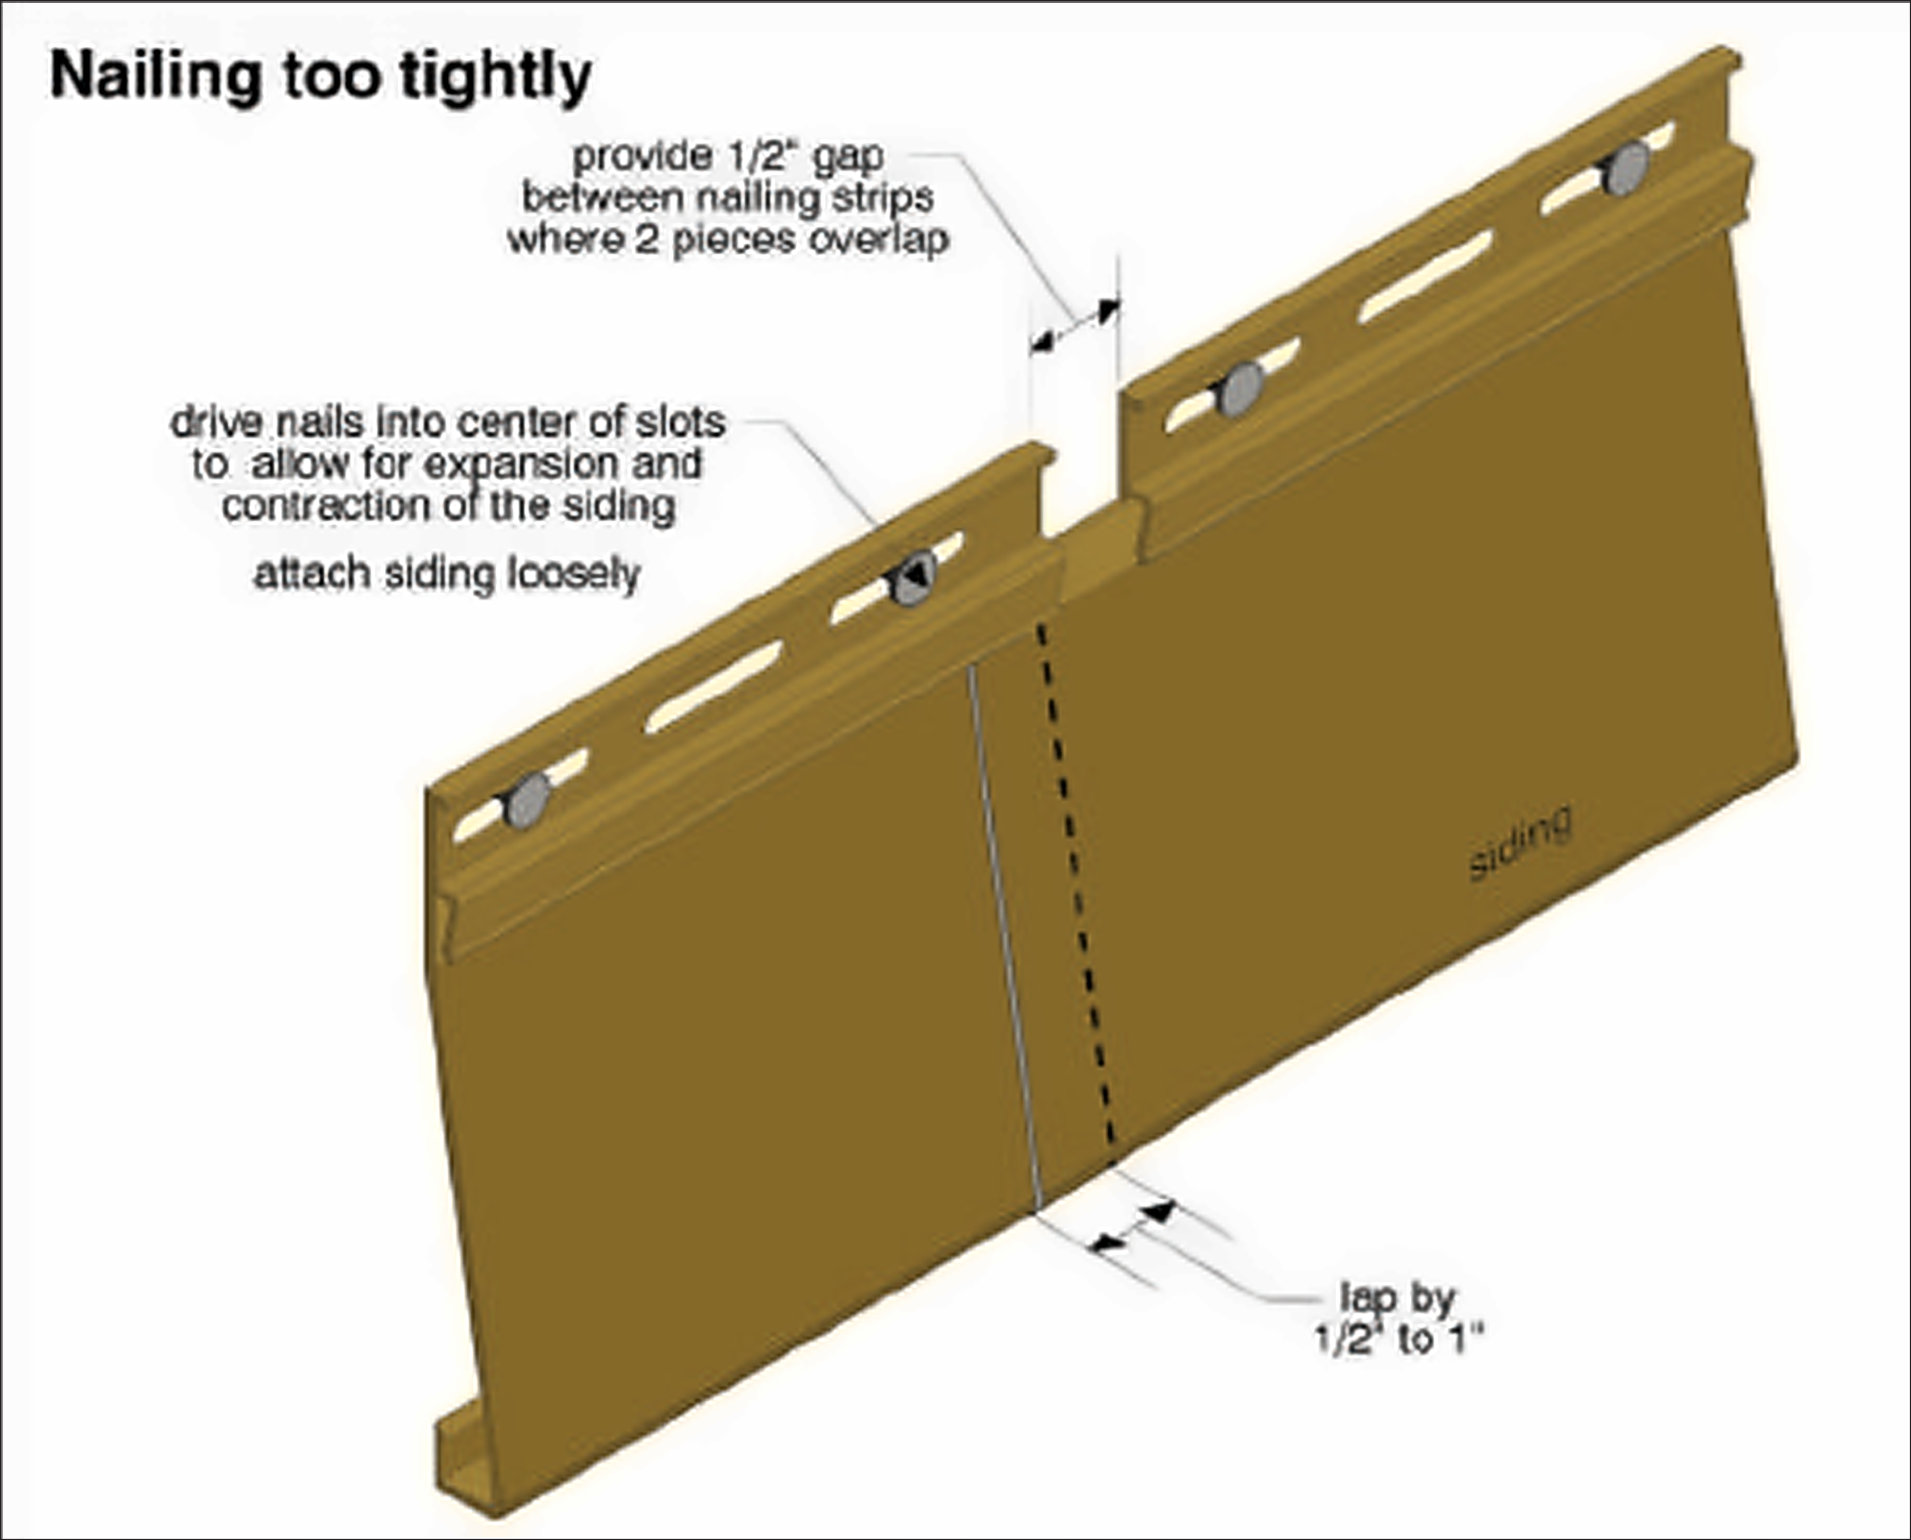 Nailing too tightly
provide 1/2" gap
between nailing strips
where 2 pieces overlap
drive nails into center of slots
to allow for expansion and
contraction of the siding
attach siding loosely
siding
lap by
1/2" to 1"